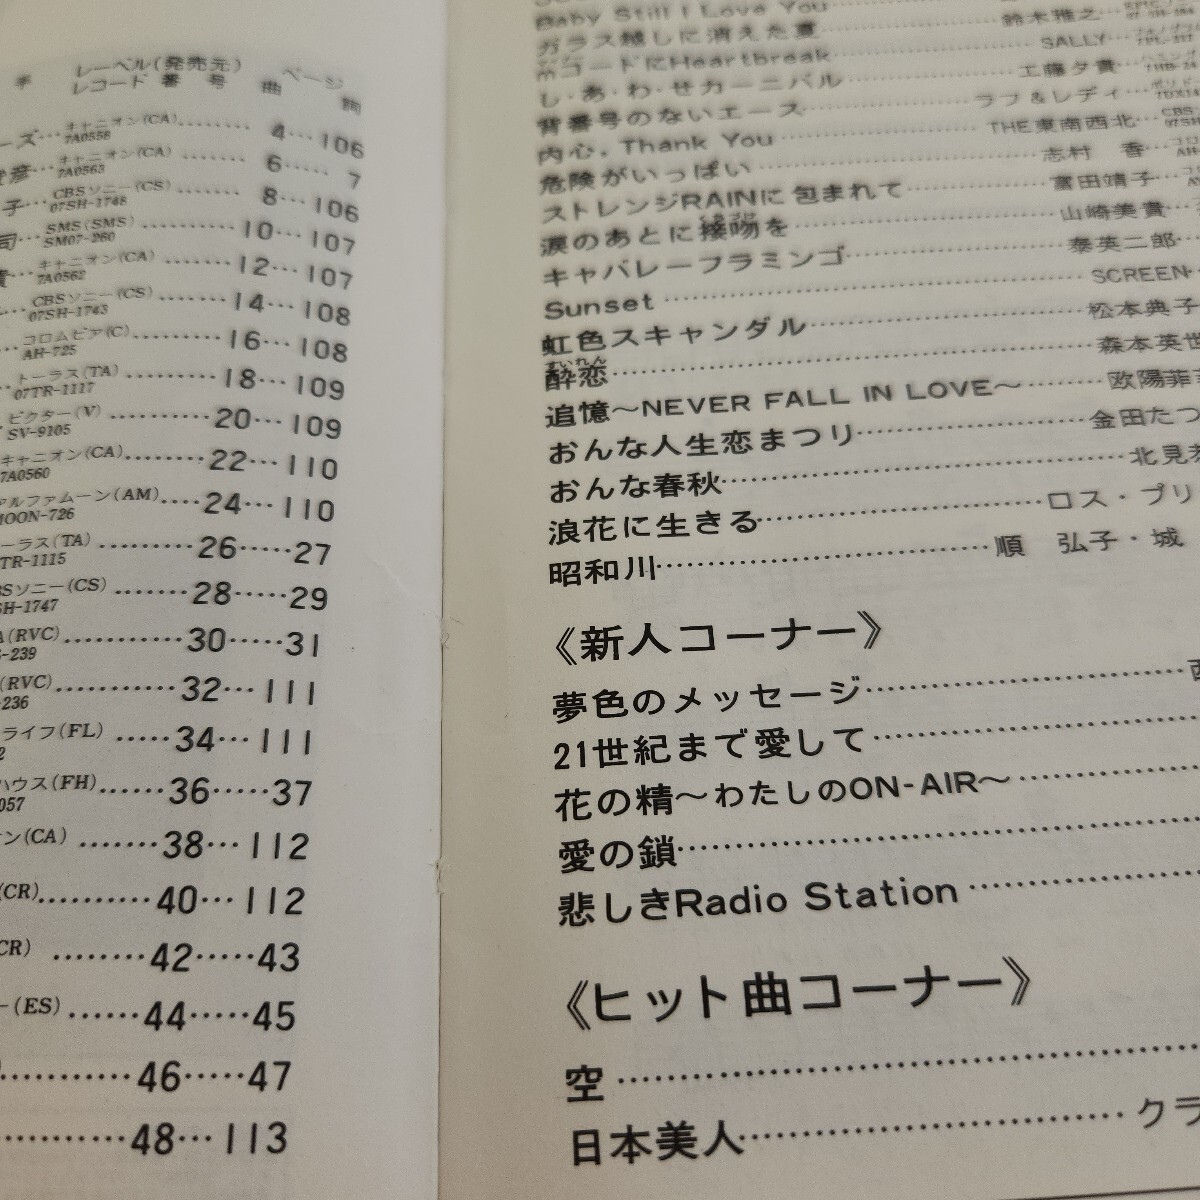 手 レーベル(発売元) ページ
レコード番号 曲 詞
ーズ… キャニオン(CA) 7A0558 ……… 4…106
彦… キャニオン(CA) 7A0563 ……… 6……7
子… CBSソニー(CS) 07SH-1748 …… 8…106
司… SMS(SMS) SM07-260 ……… 10…107
貴… キャニオン(CA) 7A0562 …… 12…107
… CBSソニー(CS) 07SH-1743 …… 14…108
… コロムビア(C) AH-725 ……… 16…108
トーラス(TA) 07TR-1117 ……… 18…109
ビクター(V) SV-9105 ……… 20…109
キャニオン(CA) 7A0560 ……… 22…110
アルファムーン(AM) MOON-726 …… 24…110
ーラス(TA) TR-1115 ……… 26……27
BSソニー(CS) SH-1747 …… 28……29
(RVC) -239 ……… 30……31
(RVC) -236 ……… 32…111
ライフ(FL) 2 …… 34…111
ハウス(FH) 057 …… 36……37
オン(CA) ……… 38…112
(CR) ……… 40…112
CR) ……… 42……43
ー(ES) …… 44……45
……… 46……47
……… 48…113
Baby Still I Love You
ガラス越しに消えた夏 ……… 鈴木雅之…
mコードにHeartbreak ……… SALLY…
し・あ・わ・せカーニバル ……… 工藤夕貴…
背番号のないエース ……… ラフ&レディ…
内心,Thank You ……… THE東南西北…
危険がいっぱい ……… 志村 香…
ストレンジRAINに包まれて ……… 富田靖子…
涙のあとに接吻を ……… 山崎美貴…
キャバレーフラミンゴ ……… 泰英二郎…
Sunset ……… SCREEN…
虹色スキャンダル ……… 松本典子
すいれん
酔恋 ……… 森本英世
追憶〜NEVER FALL IN LOVE〜 ……… 欧陽菲菲
おんな人生恋まつり ……… 金田たつ
おんな春秋 ……… 北見恭
浪花に生きる ……… ロス・プリ
昭和川 ……… 順 弘子・城
《新人コーナー》
夢色のメッセージ ……… 西
21世紀まで愛して ………
花の精〜わたしのON-AIR〜 ………
愛の鎖 ………
悲しきRadio Station ………
《ヒット曲コーナー》
空 ………
日本美人 ……… クラ